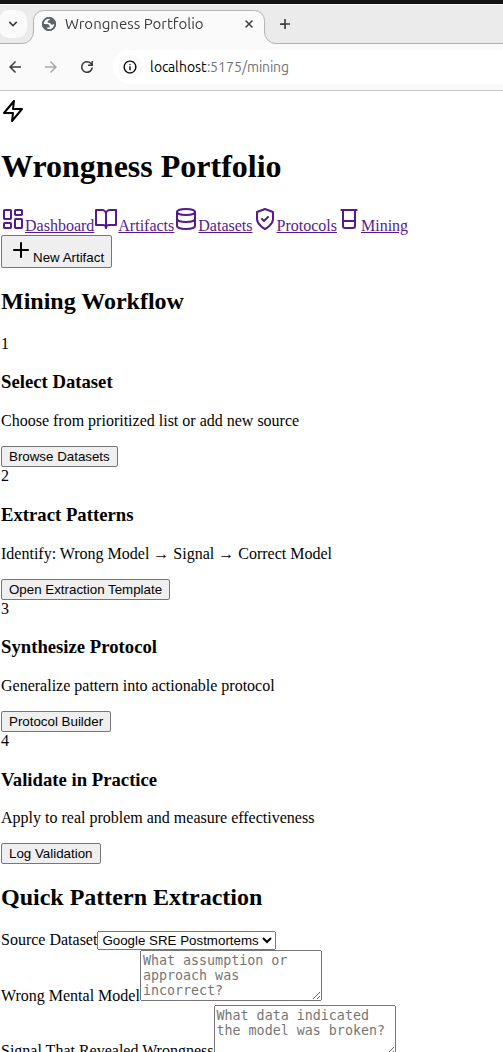 Wrongness Portfolio
localhost:5175/mining
Wrongness Portfolio
Dashboard Artifacts Datasets Protocols Mining
New Artifact
Mining Workflow
1
Select Dataset
Choose from prioritized list or add new source
Browse Datasets
2
Extract Patterns
Identify: Wrong Model → Signal → Correct Model
Open Extraction Template
3
Synthesize Protocol
Generalize pattern into actionable protocol
Protocol Builder
4
Validate in Practice
Apply to real problem and measure effectiveness
Log Validation
Quick Pattern Extraction
Source Dataset Google SRE Postmortems
What assumption or
approach was
incorrect?
Wrong Mental Model
What data indicated
the model was broken?
Signal That Revealed Wrongness